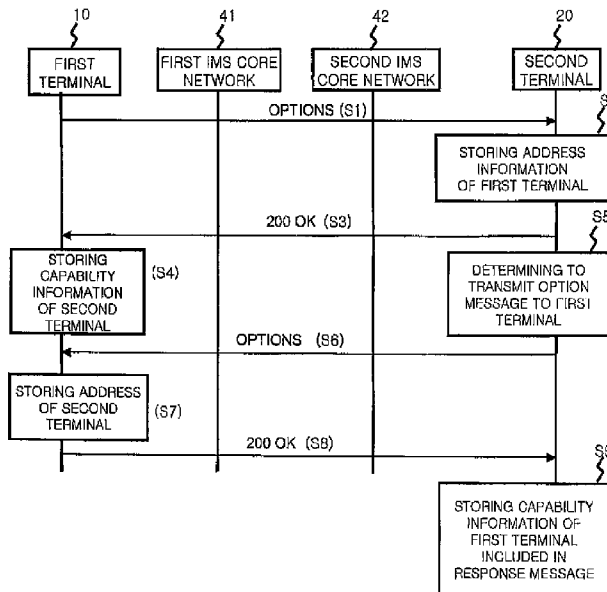 10
41
42
20
FIRST
TERMINAL
FIRST IMS CORE
NETWORK
SECOND IMS
CORE NETWORK
SECOND
TERMINAL
OPTIONS (S1)
S
STORING ADDRESS
INFORMATION
OF FIRST TERMINAL
200 OK (S3)
S5
STORING
CAPABILITY
INFORMATION
OF SECOND
TERMINAL
(S4)
DETERMINING TO
TRANSMIT OPTION
MESSAGE TO FIRST
TERMINAL
OPTIONS (S6)
STORING ADDRESS
OF SECOND
TERMINAL
(S7)
200 OK (S8)
STORING CAPABILITY
INFORMATION OF
FIRST TERMINAL
INCLUDED IN
RESPONSE MESSAGE